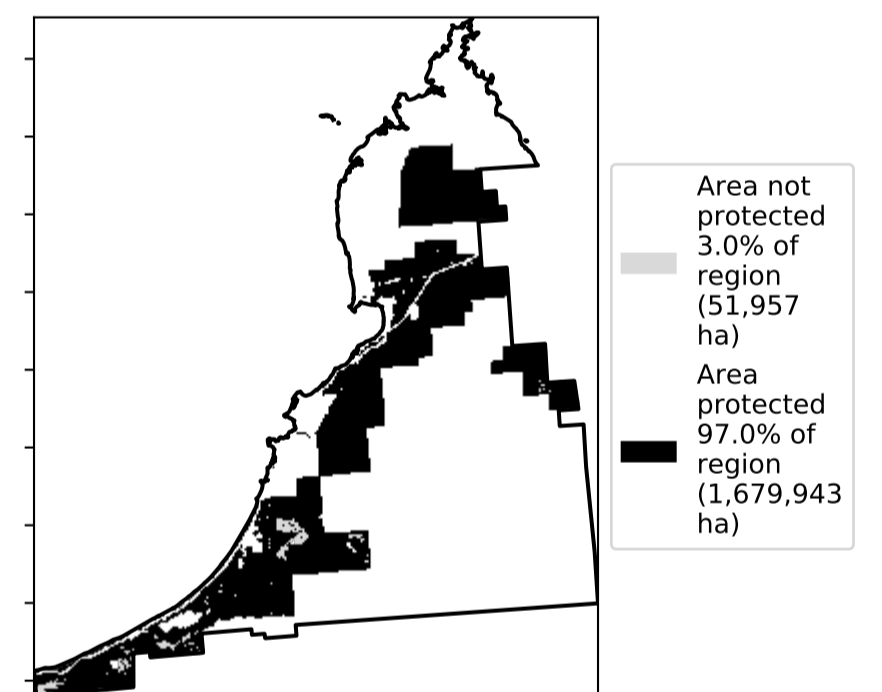 Area not
protected
3.0% of
region
(51,957
ha)
Area
protected
97.0% of
region
(1,679,943
ha)